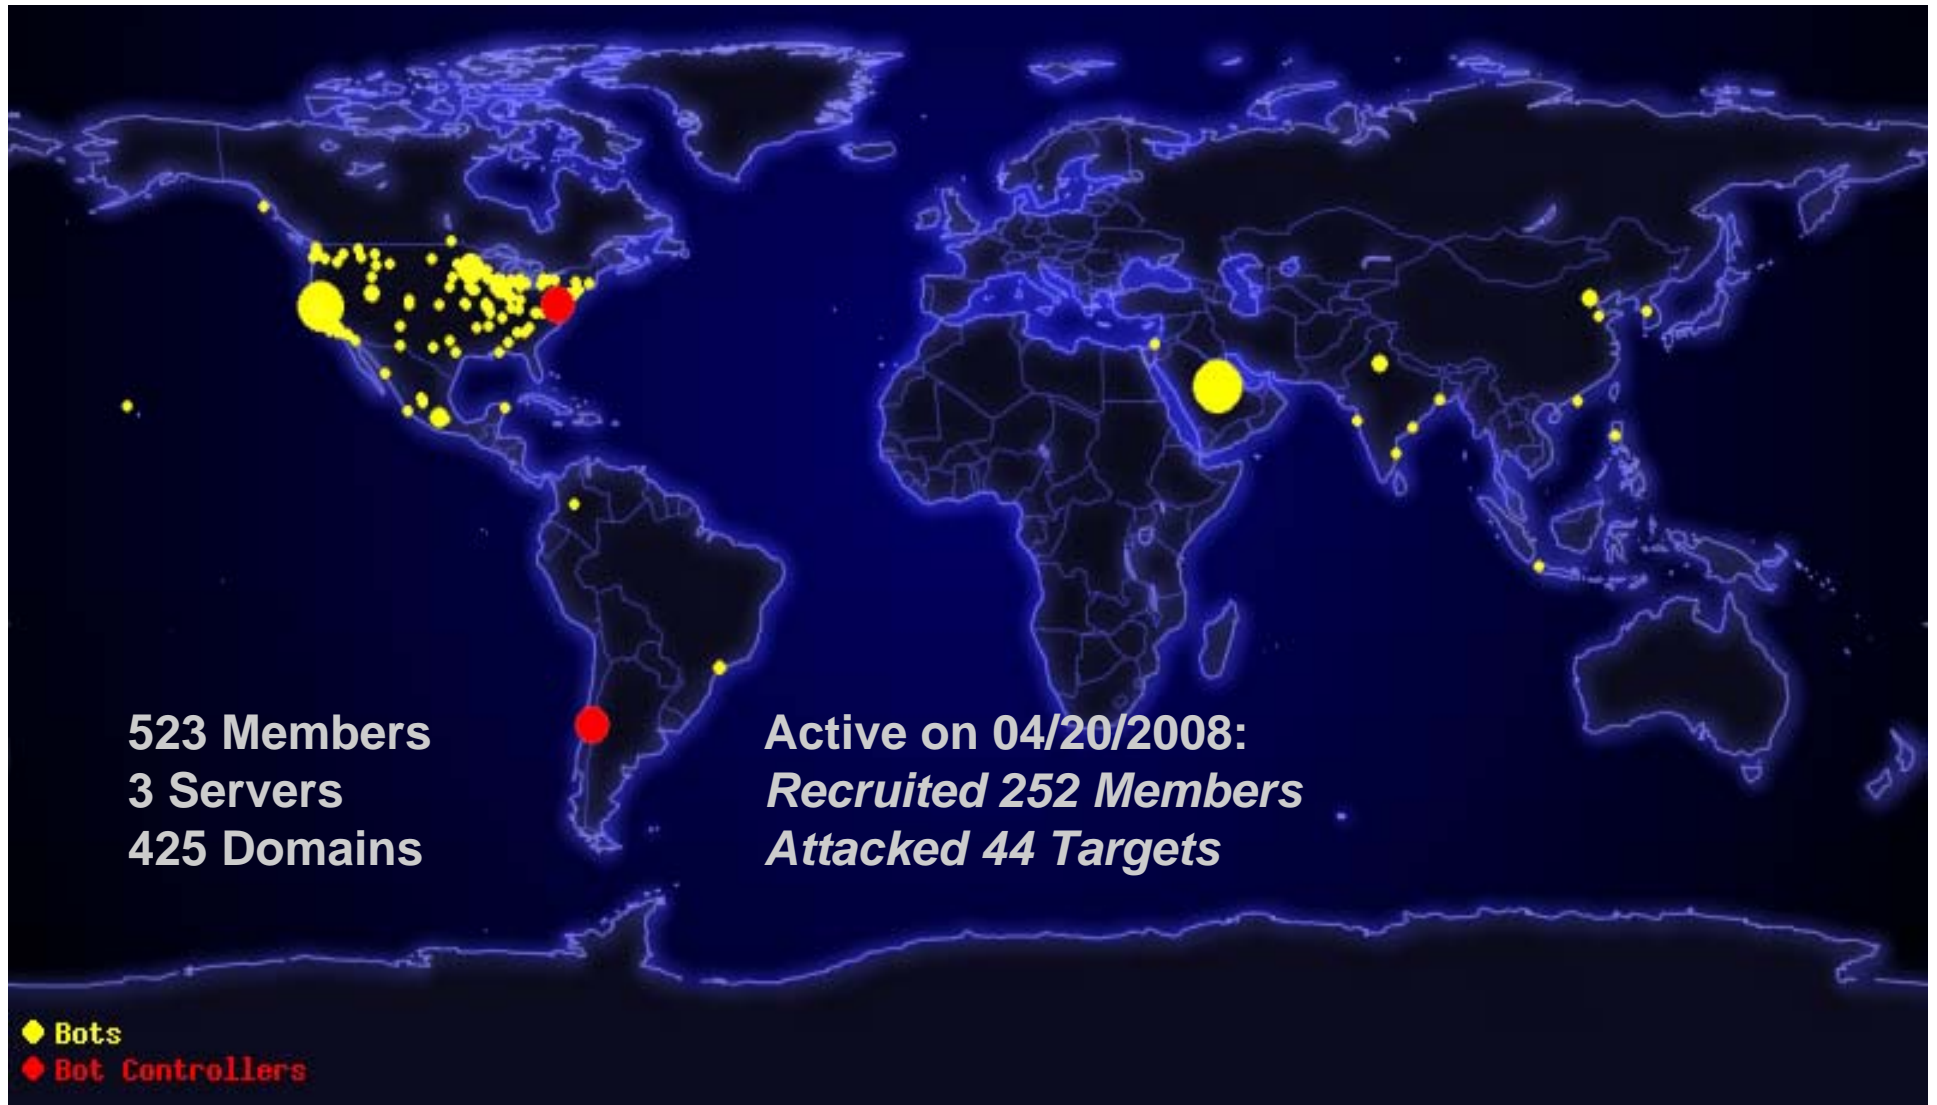 523 Members
3 Servers
425 Domains
Active on 04/20/2008:
Recruited 252 Members
Attacked 44 Targets
Bots
Bot Controllers